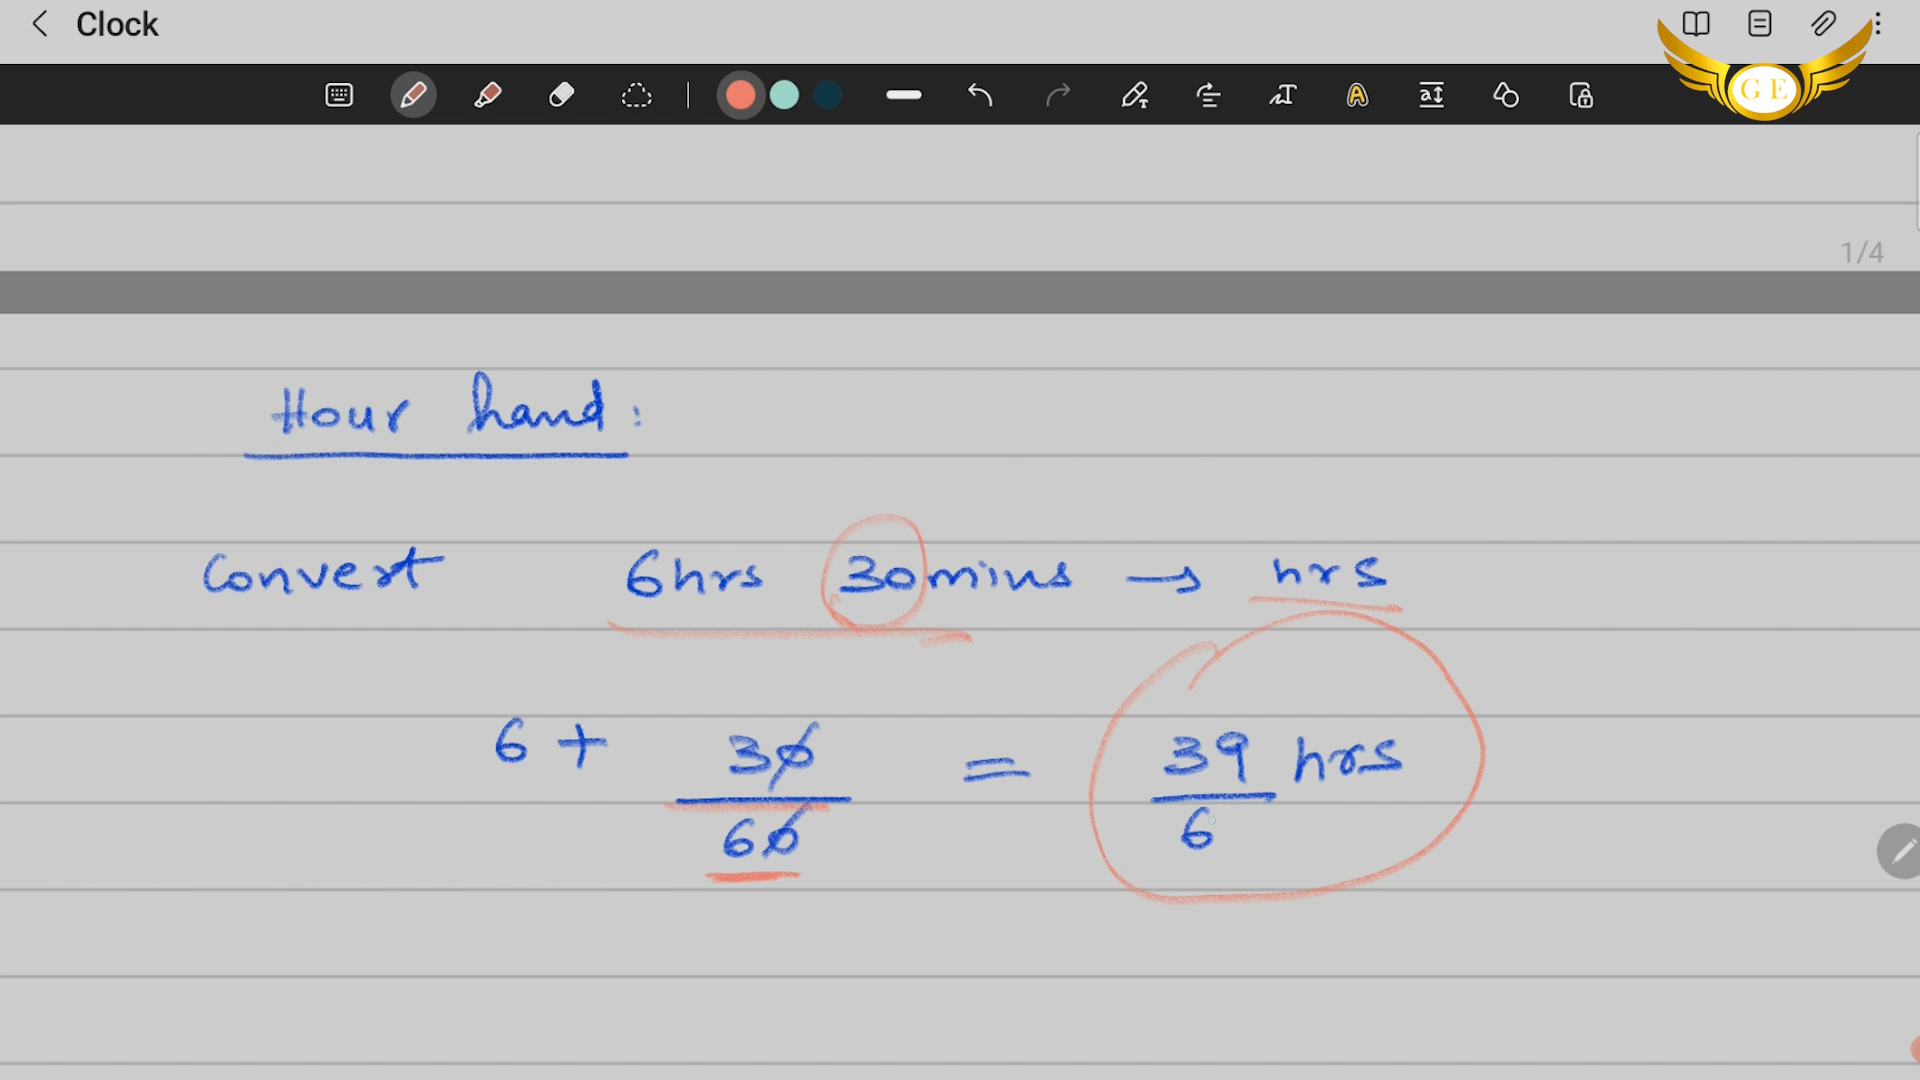 Clock
G E
1/4
Hour hand:
Convert 6hrs 30mins → hrs
6 + 30/60 = 39/6 hrs